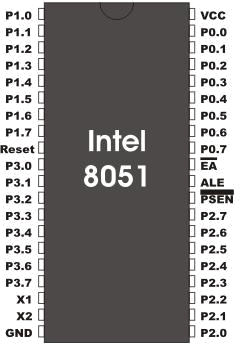 P1.0 VCC
P1.1 P0.0
P1.2 P0.1
P1.3 P0.2
P1.4 P0.3
P1.5 P0.4
P1.6 P0.5
P1.7 P0.6
Reset P0.7
P3.0 EA
P3.1 ALE
P3.2 PSEN
P3.3 P2.7
P3.4 P2.6
P3.5 P2.5
P3.6 P2.4
P3.7 P2.3
X1 P2.2
X2 P2.1
GND P2.0
Intel
8051